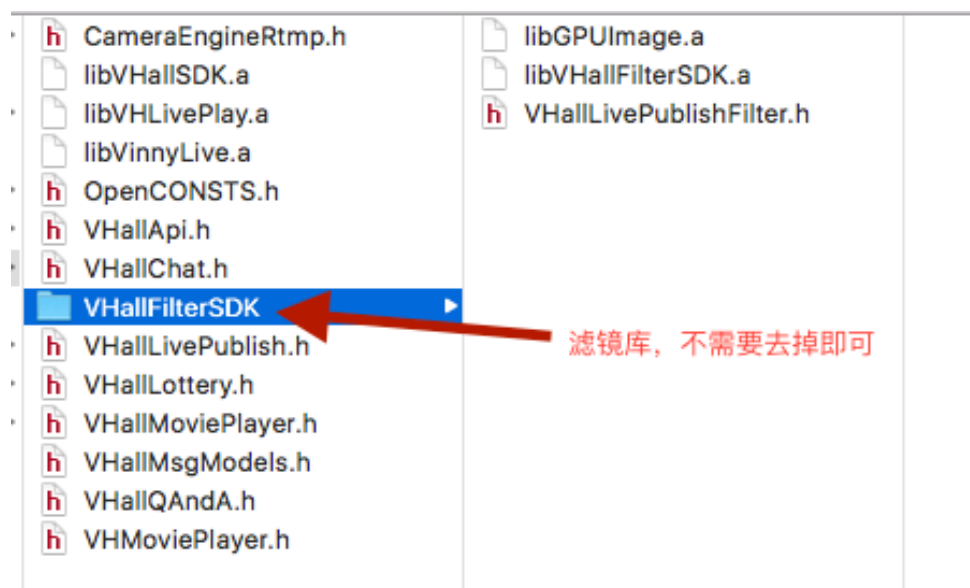 CameraEngineRtmp.h
libVHallSDK.a
libVHLivePlay.a
libVinnyLive.a
OpenCONSTS.h
VHallApi.h
VHallChat.h
VHallFilterSDK
VHallLivePublish.h
VHallLottery.h
VHallMoviePlayer.h
VHallMsgModels.h
VHallQAndA.h
VHMoviePlayer.h
libGPUImage.a
libVHallFilterSDK.a
VHallLivePublishFilter.h
滤镜库，不需要去掉即可